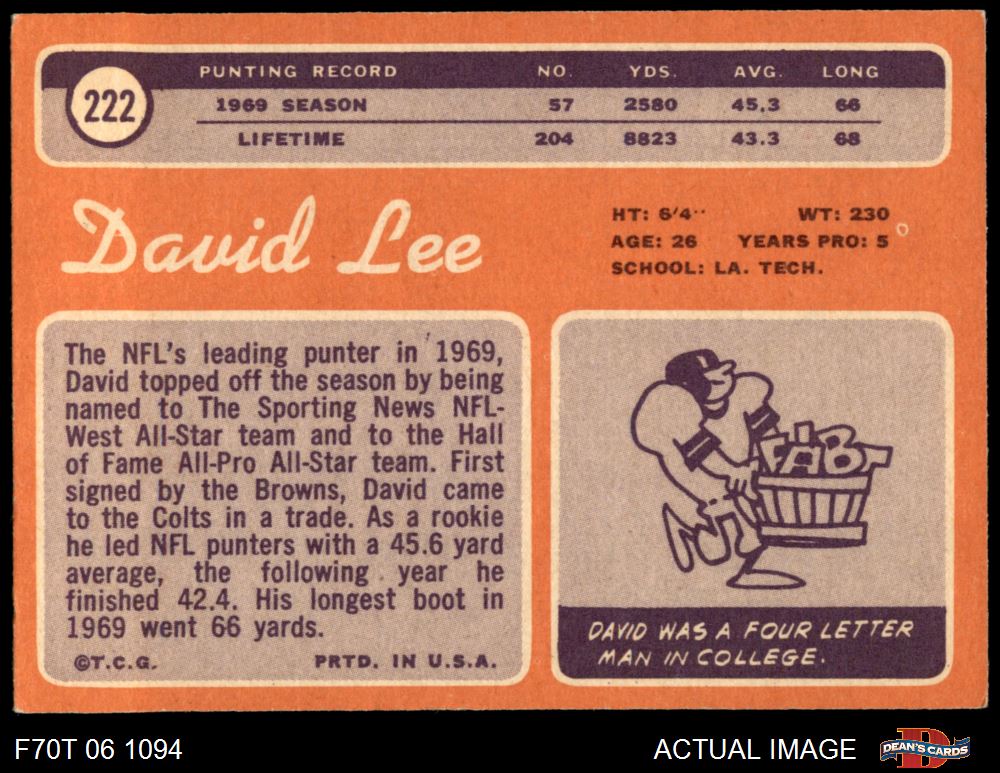 222
PUNTING RECORD NO. YDS. AVG. LONG
1969 SEASON 57 2580 45.3 66
LIFETIME 204 8823 43.3 68
David Lee
HT: 6'4" WT: 230
AGE: 26 YEARS PRO: 5
SCHOOL: LA. TECH.
The NFL's leading punter in 1969,
David topped off the season by being
named to The Sporting News NFL-
West All-Star team and to the Hall
of Fame All-Pro All-Star team. First
signed by the Browns, David came
to the Colts in a trade. As a rookie
he led NFL punters with a 45.6 yard
average, the following year he
finished 42.4. His longest boot in
1969 went 66 yards.
©T.C.G. PRTD. IN U.S.A.
DAVID WAS A FOUR LETTER
MAN IN COLLEGE.
F70T 06 1094
ACTUAL IMAGE
DEAN'S CARDS